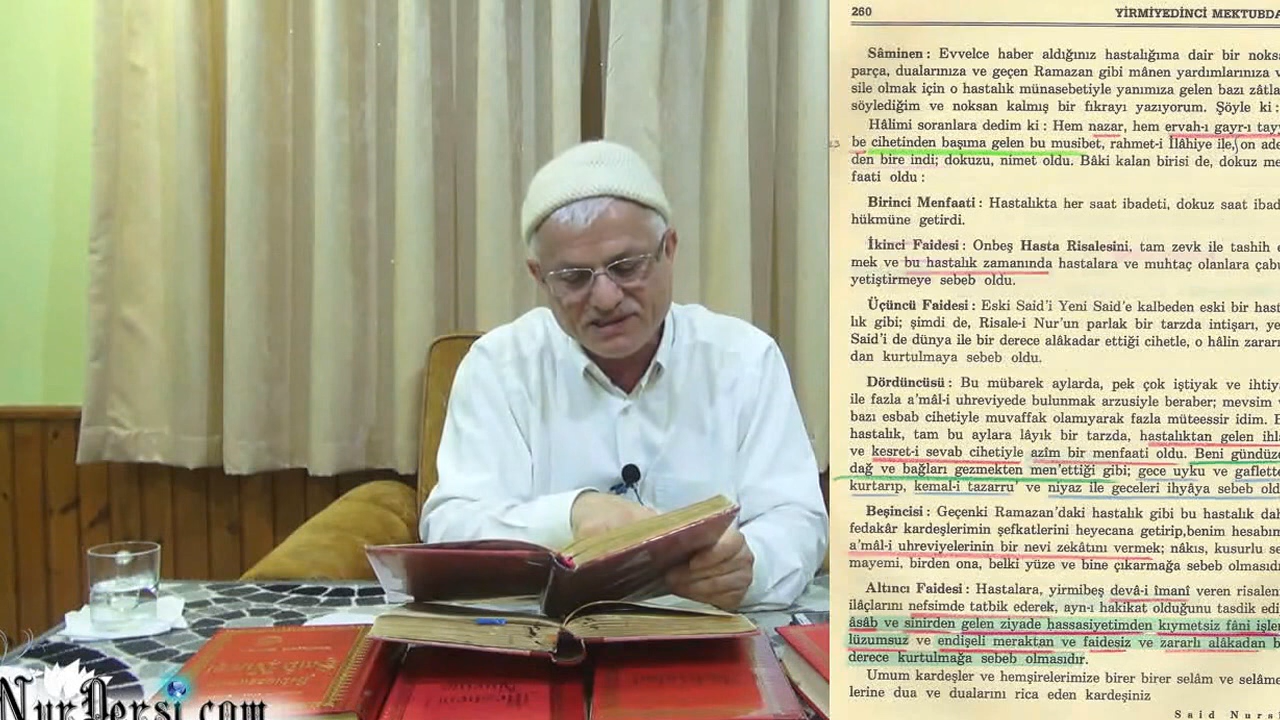 260 YİRMİYEDİNCİ MEKTUBDA
Sâminen : Evvelce haber aldığınız hastalığıma dair bir noks
parça, dualarınıza ve geçen Ramazan gibi mânen yardımlarınıza v
sile olmak için o hastalık münasebetiyle yanımıza gelen bazı zâtla
söylediğim ve noksan kalmış bir fıkrayı yazıyorum. Şöyle ki :
Hâlimi soranlara dedim ki : Hem nazar, hem ervah-ı gayr-ı tay
be cihetinden başıma gelen bu musibet, rahmet-i İlâhiye ile, on ade
den bire indi; dokuzu, nimet oldu. Bâki kalan birisi de, dokuz me
faati oldu :
Birinci Menfaati : Hastalıkta her saat ibadeti, dokuz saat ibad
hükmüne getirdi.
İkinci Faidesi : Onbeş Hasta Risalesini, tam zevk ile tashih e
mek ve bu hastalık zamanında hastalara ve muhtaç olanlara çabu
yetiştirmeye sebeb oldu.
Üçüncü Faidesi : Eski Said'i Yeni Said'e kalbeden eski bir hast
lık gibi; şimdi de, Risale-i Nur'un parlak bir tarzda intişarı, ye
Said'i de dünya ile bir derece alâkadar ettiği cihetle, o hâlin zarar
dan kurtulmaya sebeb oldu.
Dördüncüsü : Bu mübarek aylarda, pek çok iştiyak ve ihtiy
ile fazla a'mâl-i uhreviyede bulunmak arzusiyle beraber; mevsim v
bazı esbab cihetiyle muvaffak olamıyarak fazla müteessir idim. B
hastalık, tam bu aylara lâyık bir tarzda, hastalıktan gelen ihl
ve kesret-i sevab cihetiyle azîm bir menfaati oldu. Beni gündüz
dağ ve bağları gezmekten men'ettiği gibi; gece uyku ve gaflette
kurtarıp, kemal-i tazarru' ve niyaz ile geceleri ihyâya sebeb old
Beşincisi : Geçenki Ramazan'daki hastalık gibi bu hastalık dah
fedakâr kardeşlerimin şefkatlerini heyecana getirip,benim hesabım
a'mâl-i uhreviyelerinin bir nevi zekâtını vermek; nâkıs, kusurlu se
mayemi, birden ona, belki yüze ve bine çıkarmağa sebeb olmasıdı
Altıncı Faidesi : Hastalara, yirmibeş devâ-i îmanî veren risalen
ilâçlarını nefsimde tatbik ederek, ayn-ı hakikat olduğunu tasdik edi
âsâb ve sinirden gelen ziyade hassasiyetimden kıymetsiz fâni işler
lüzumsuz ve endişeli meraktan ve faidesiz ve zararlı alâkadan b
derece kurtulmağa sebeb olmasıdır.
Umum kardeşler ve hemşirelerimize birer birer selâm ve selâme
lerine dua ve dualarını rica eden kardeşiniz
Said Nurs
NurDersi.com